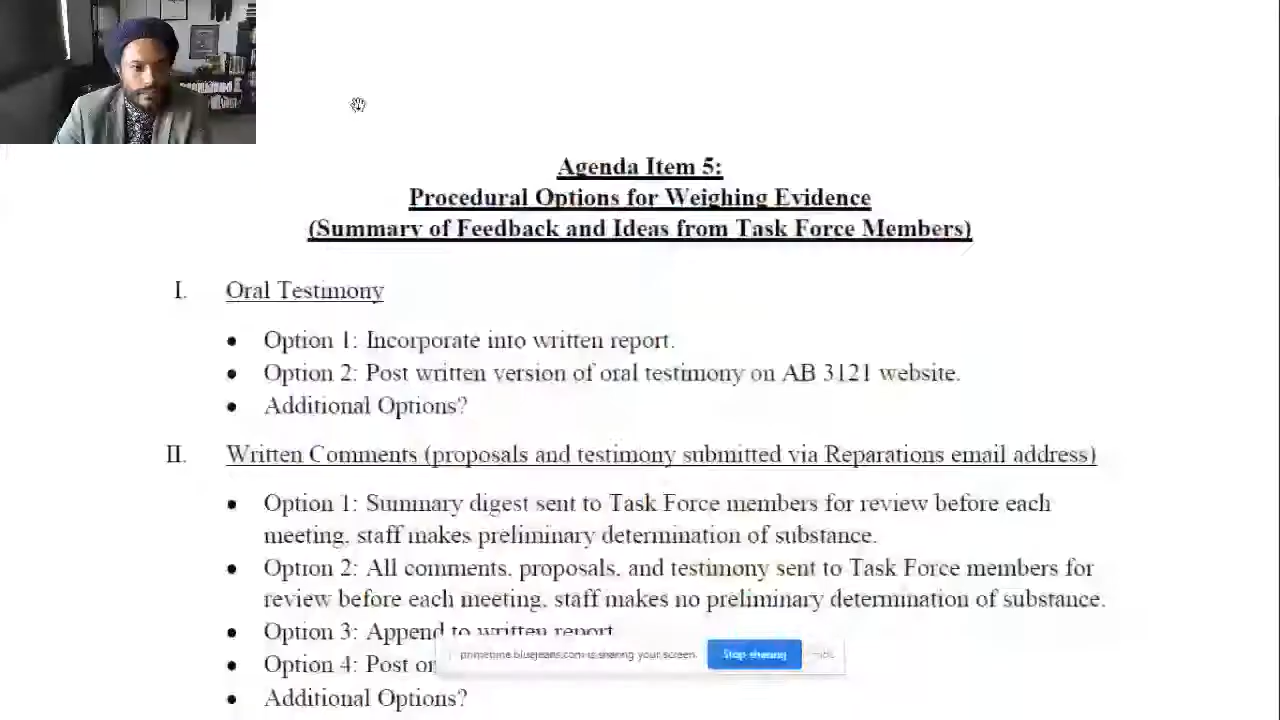 Agenda Item 5:
Procedural Options for Weighing Evidence
(Summary of Feedback and Ideas from Task Force Members)
I. Oral Testimony
• Option 1: Incorporate into written report.
• Option 2: Post written version of oral testimony on AB 3121 website.
• Additional Options?
II. Written Comments (proposals and testimony submitted via Reparations email address)
• Option 1: Summary digest sent to Task Force members for review before each
meeting, staff makes preliminary determination of substance.
• Option 2: All comments, proposals, and testimony sent to Task Force members for
review before each meeting, staff makes no preliminary determination of substance.
• Option 3: Append to written report
• Option 4: Post on
primetime.bluejeans.com is sharing your screen. Stop sharing Hide
• Additional Options?